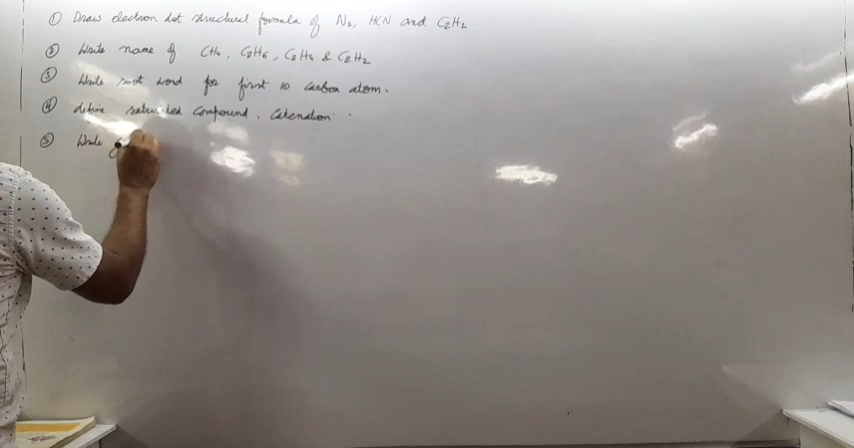 ① Draw electron dot structural formula of N₂, HCN and C₂H₂
② Write name of CH₄, C₂H₆, C₂H₄ & C₂H₂
③ Write root word for first 10 carbon atom.
④ define compound, Catenation.
⑤ Write